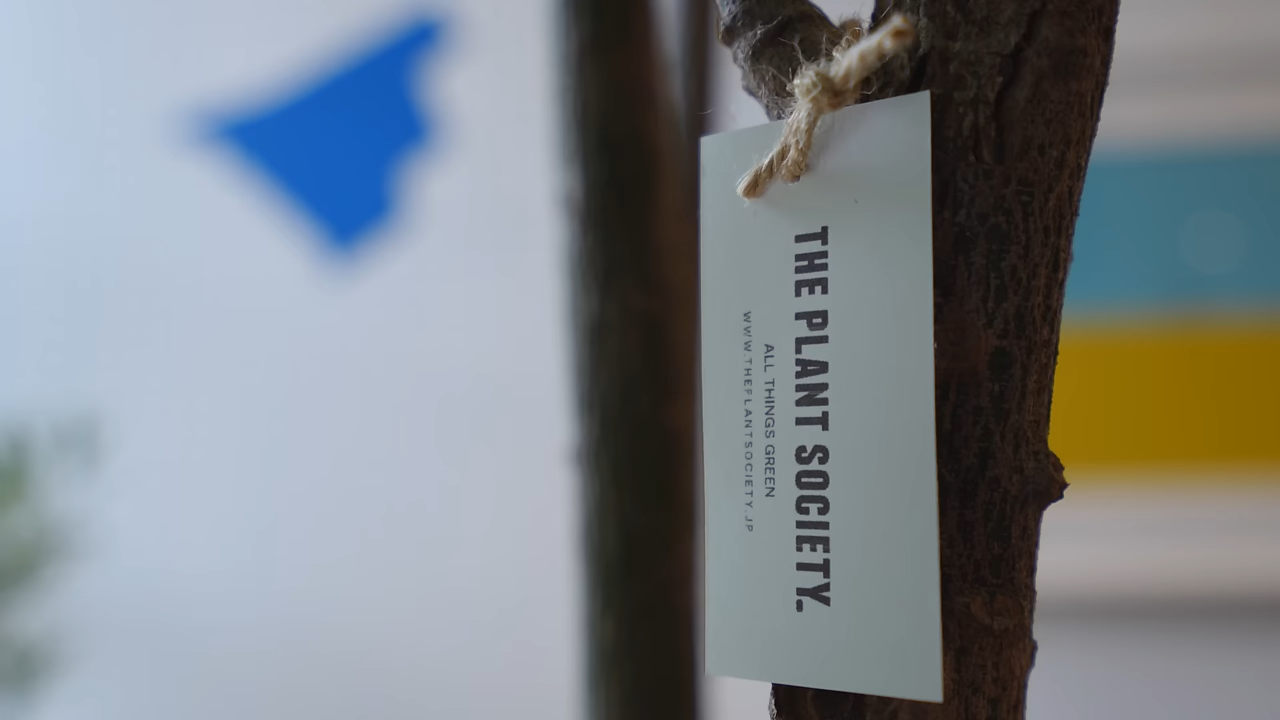 THE PLANT SOCIETY.
ALL THINGS GREEN
WWW.THEPLANTSOCIETY.JP